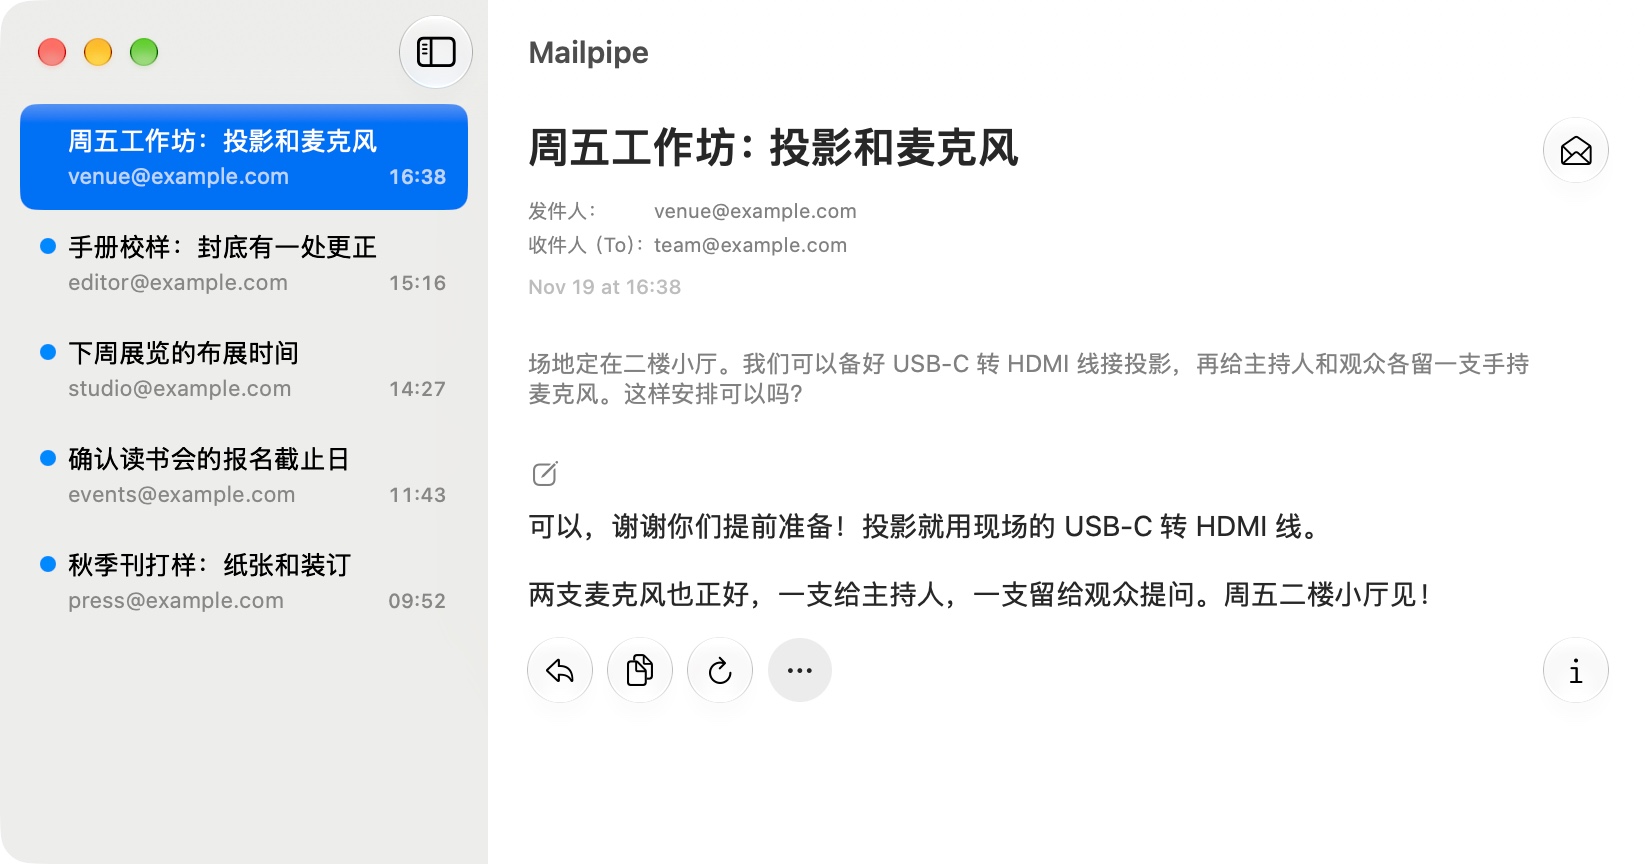 周五工作坊：投影和麦克风
venue@example.com 16:38
手册校样：封底有一处更正
editor@example.com 15:16
下周展览的布展时间
studio@example.com 14:27
确认读书会的报名截止日
events@example.com 11:43
秋季刊打样：纸张和装订
press@example.com 09:52
Mailpipe
周五工作坊：投影和麦克风
发件人： venue@example.com
收件人 (To)： team@example.com
Nov 19 at 16:38
场地定在二楼小厅。我们可以备好 USB-C 转 HDMI 线接投影，再给主持人和观众各留一支手持
麦克风。这样安排可以吗？
可以，谢谢你们提前准备！投影就用现场的 USB-C 转 HDMI 线。
两支麦克风也正好，一支给主持人，一支留给观众提问。周五二楼小厅见！